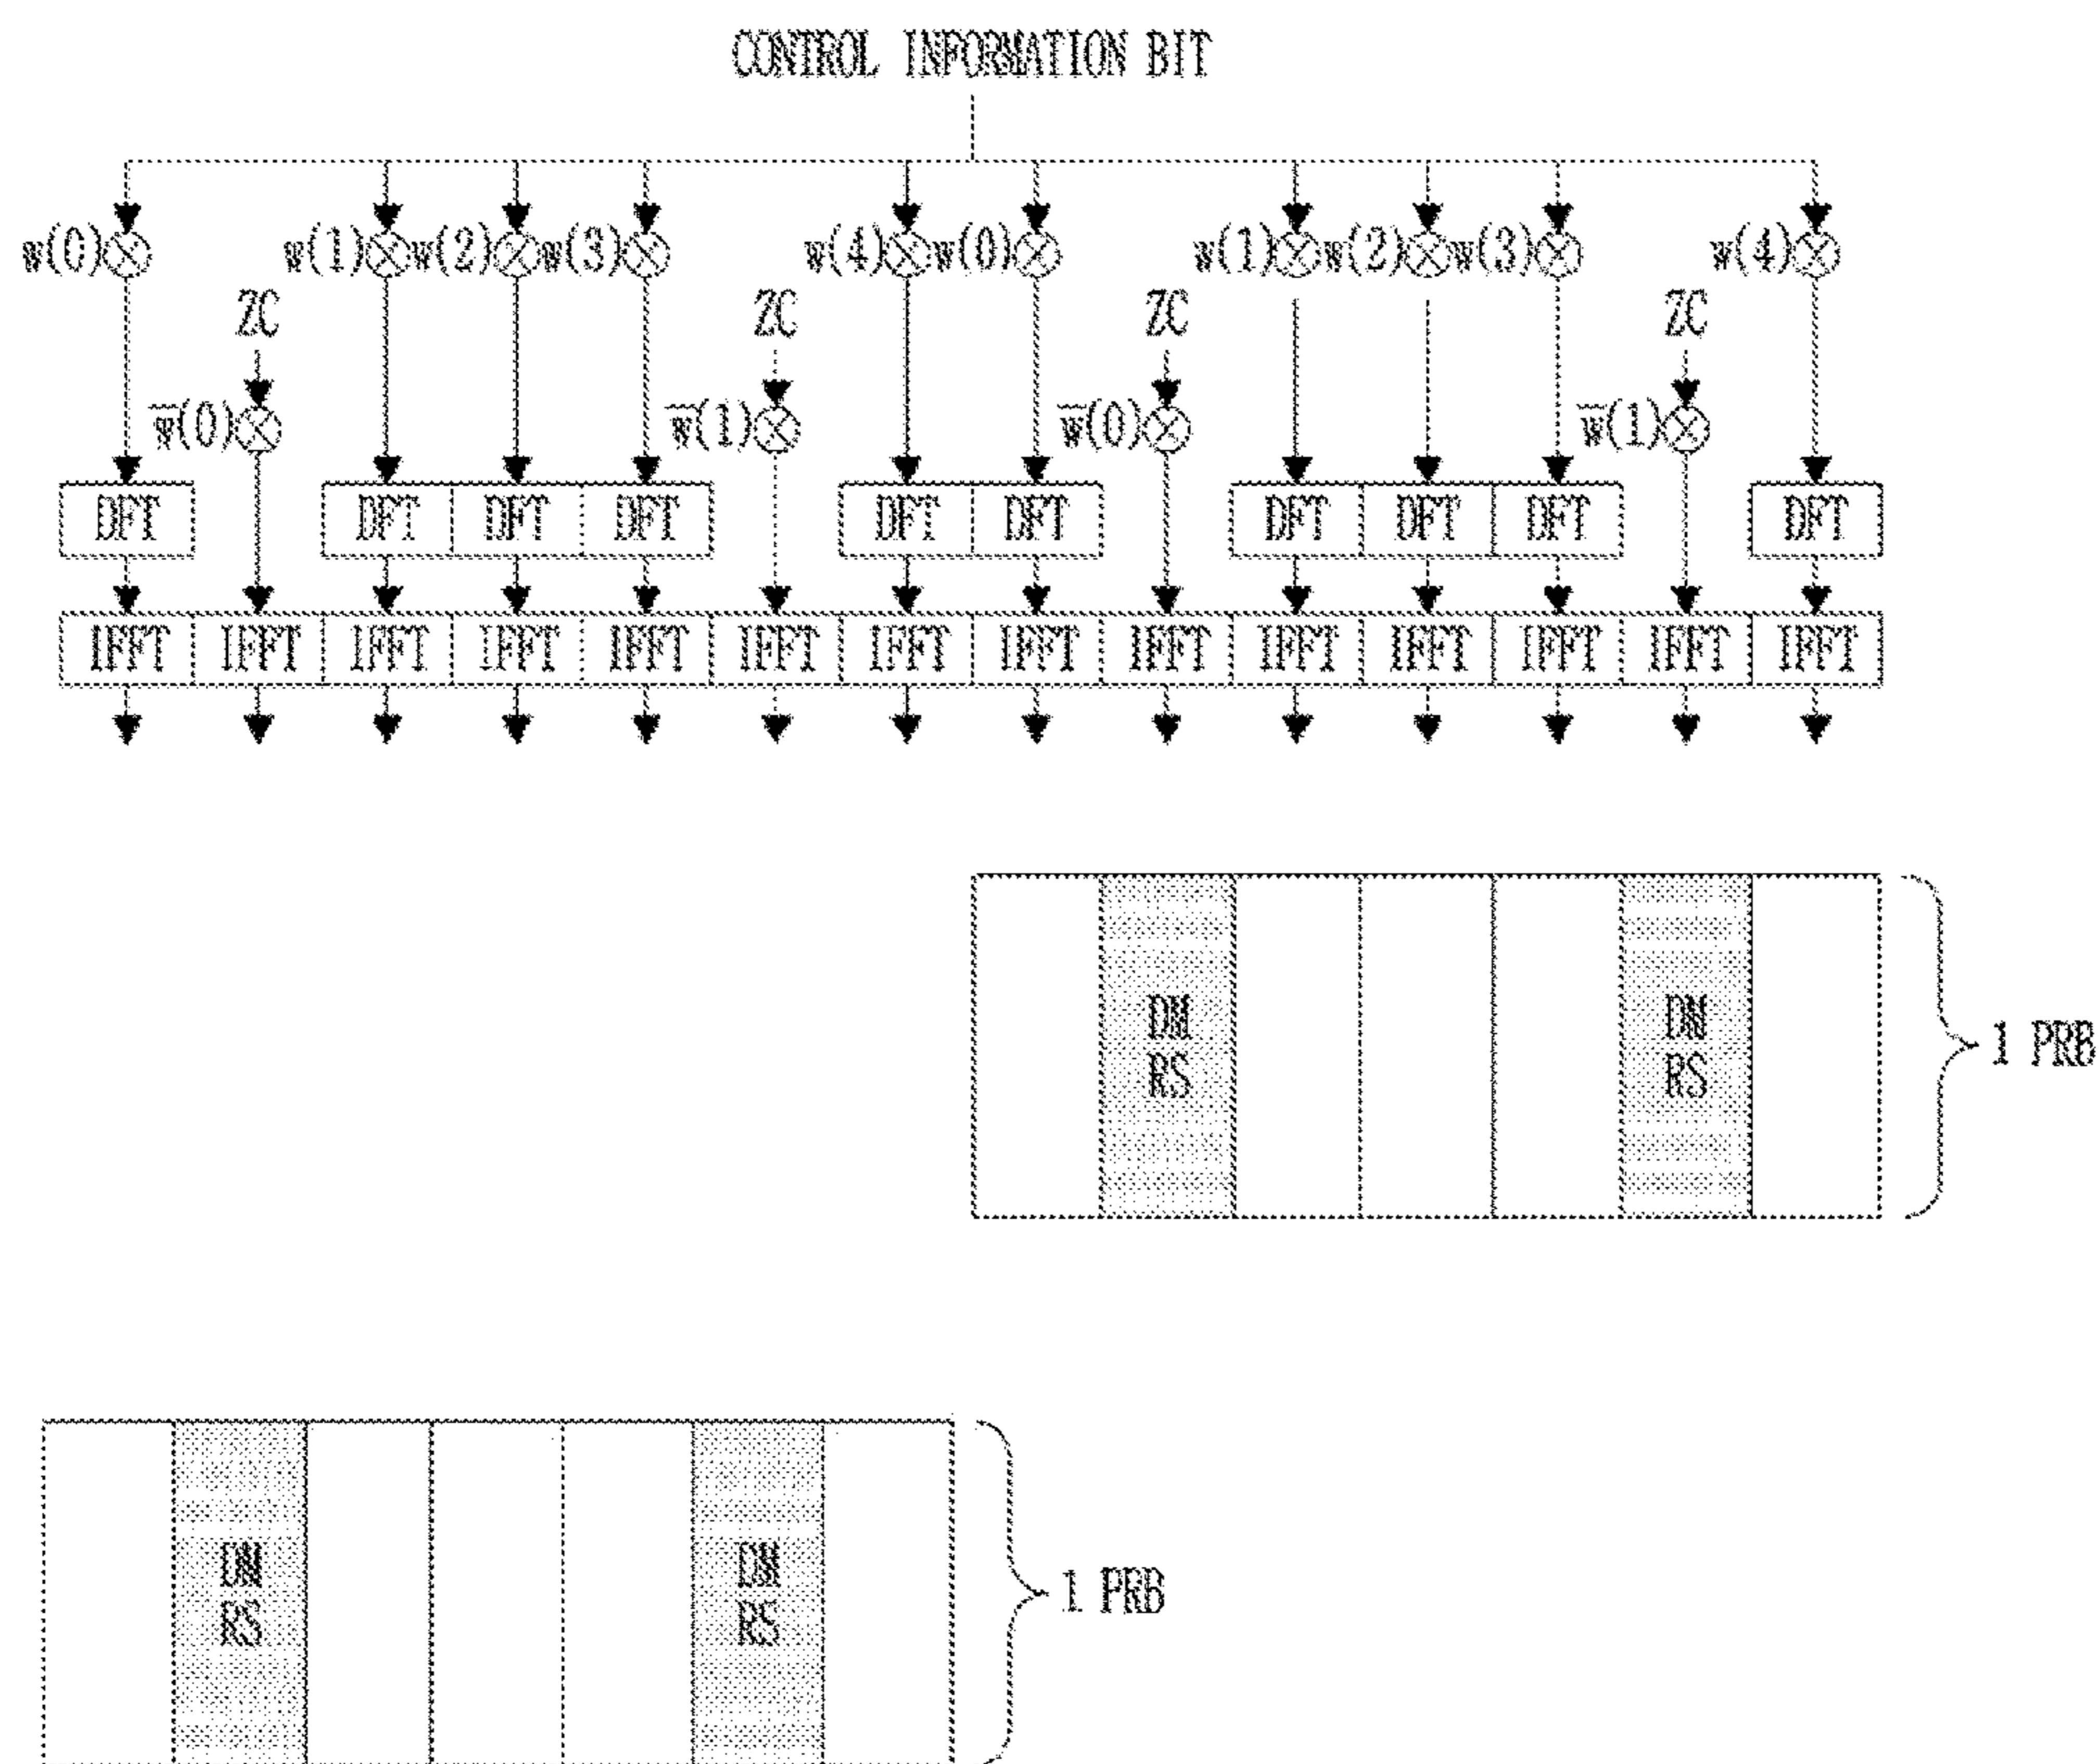 CONTROL INFORMATION BIT
w(0) w(1) w(2) w(3) w(4) w(0) w(1) w(2) w(3) w(4)
ZC ZC ZC ZC
w̅(0) w̅(1) w̅(0) w̅(1)
DFT DFT DFT DFT DFT DFT DFT DFT DFT DFT
IFFT IFFT IFFT IFFT IFFT IFFT IFFT IFFT IFFT IFFT IFFT IFFT IFFT IFFT
DM DM
RS RS
1 PRB
DM DM
RS RS
1 PRB